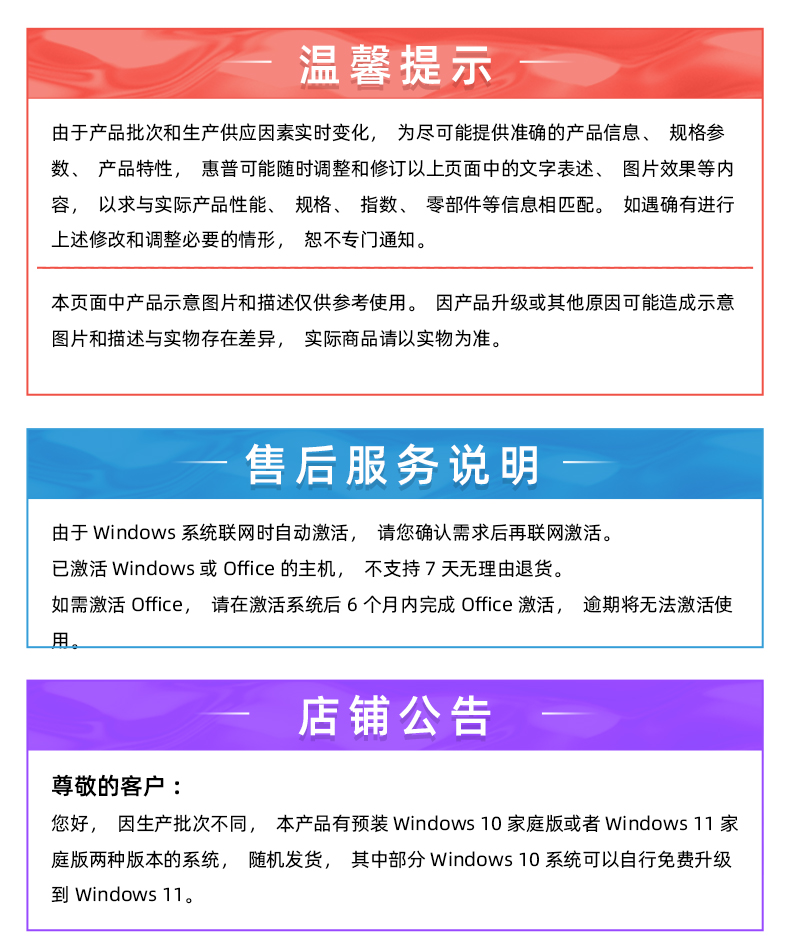 温馨提示
由于产品批次和生产供应因素实时变化， 为尽可能提供准确的产品信息、 规格参
数、 产品特性， 惠普可能随时调整和修订以上页面中的文字表述、 图片效果等内
容， 以求与实际产品性能、 规格、 指数、 零部件等信息相匹配。 如遇确有进行
上述修改和调整必要的情形， 恕不专门通知。
本页面中产品示意图片和描述仅供参考使用。 因产品升级或其他原因可能造成示意
图片和描述与实物存在差异， 实际商品请以实物为准。
售后服务说明
由于 Windows 系统联网时自动激活， 请您确认需求后再联网激活。
已激活 Windows 或 Office 的主机， 不支持 7 天无理由退货。
如需激活 Office， 请在激活系统后 6 个月内完成 Office 激活， 逾期将无法激活使
用。
店铺公告
尊敬的客户：
您好， 因生产批次不同， 本产品有预装 Windows 10 家庭版或者 Windows 11 家
庭版两种版本的系统， 随机发货， 其中部分 Windows 10 系统可以自行免费升级
到 Windows 11。